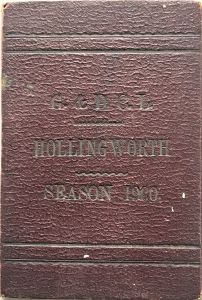 G. & D. C. L.
HOLLINGWORTH
SEASON 1900.